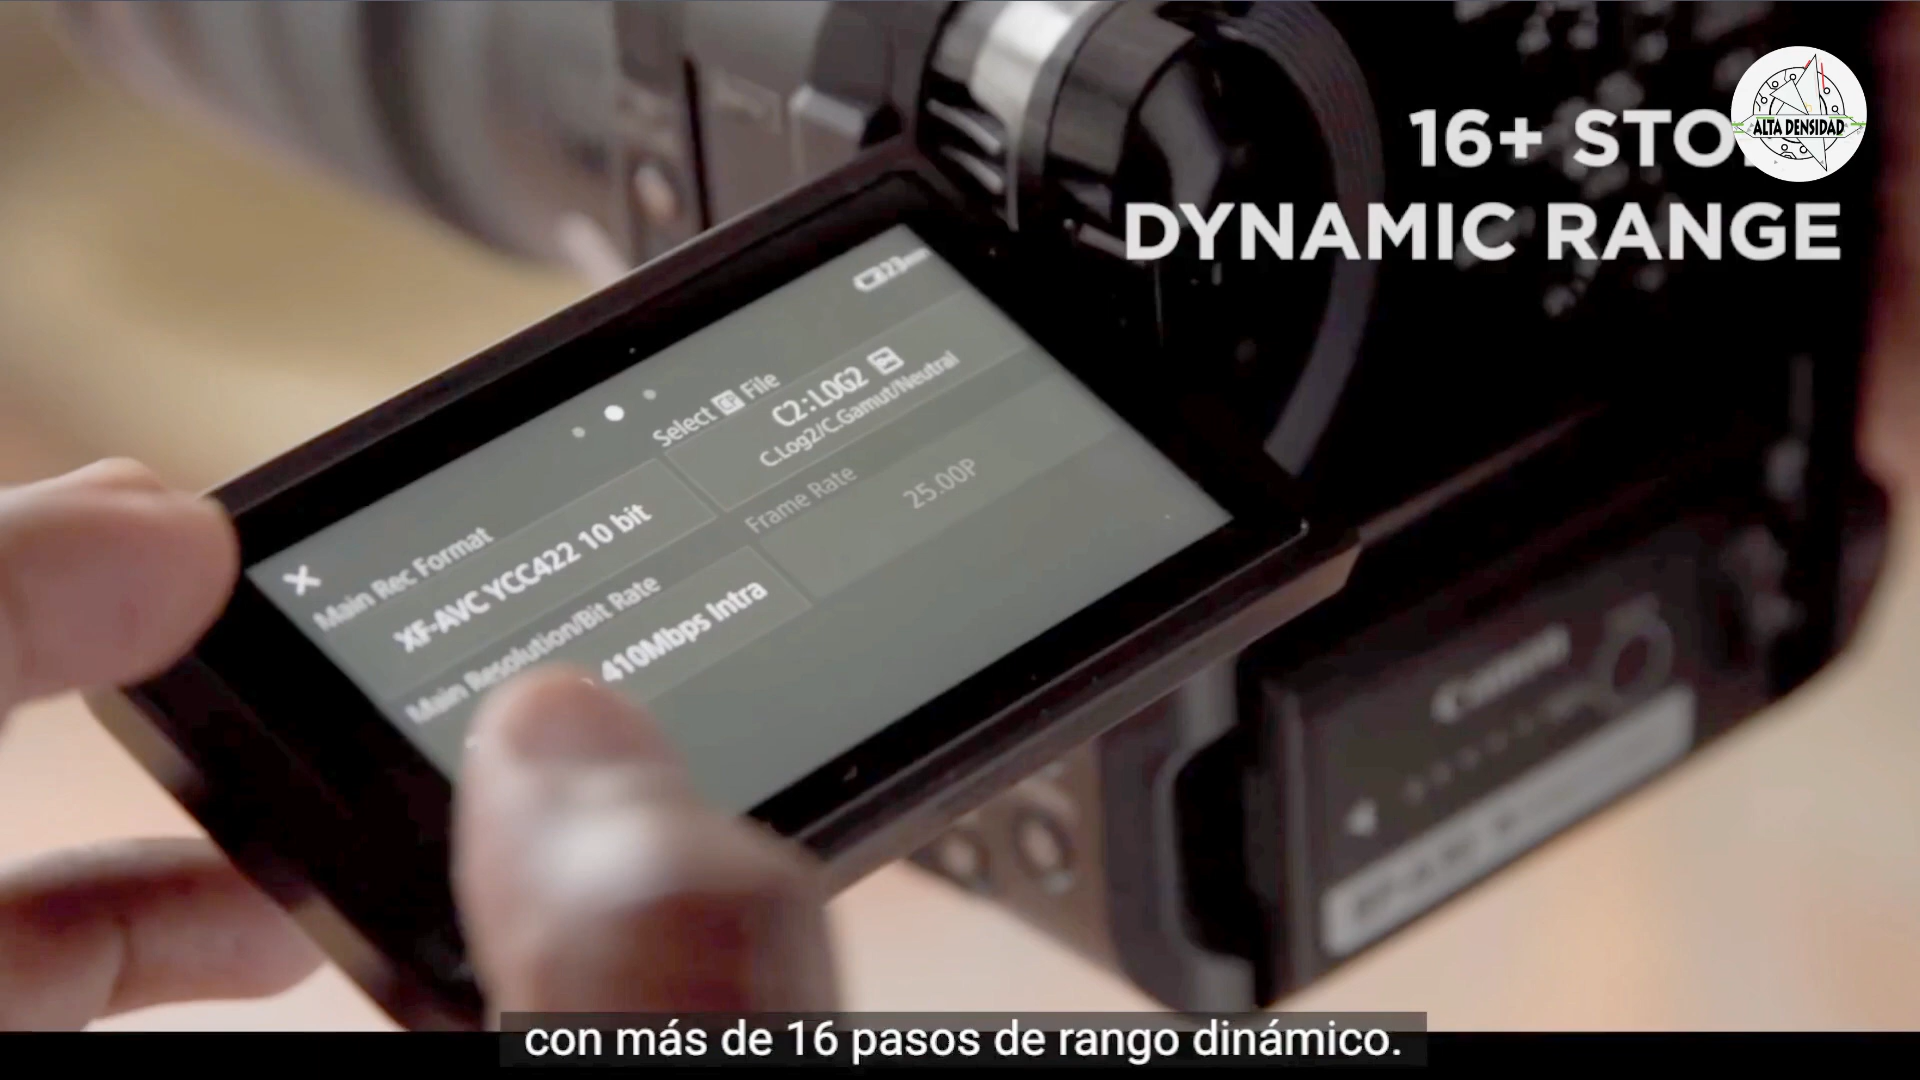 16+ STO
ALTA DENSIDAD
DYNAMIC RANGE
23
Select CP File
C2:LOG2
C.Log2/C.Gamut/Neutral
Main Rec Format
XF-AVC YCC422 10 bit
Frame Rate
25.00P
Main Resolution/Bit Rate
410Mbps Intra
Canon
con más de 16 pasos de rango dinámico.